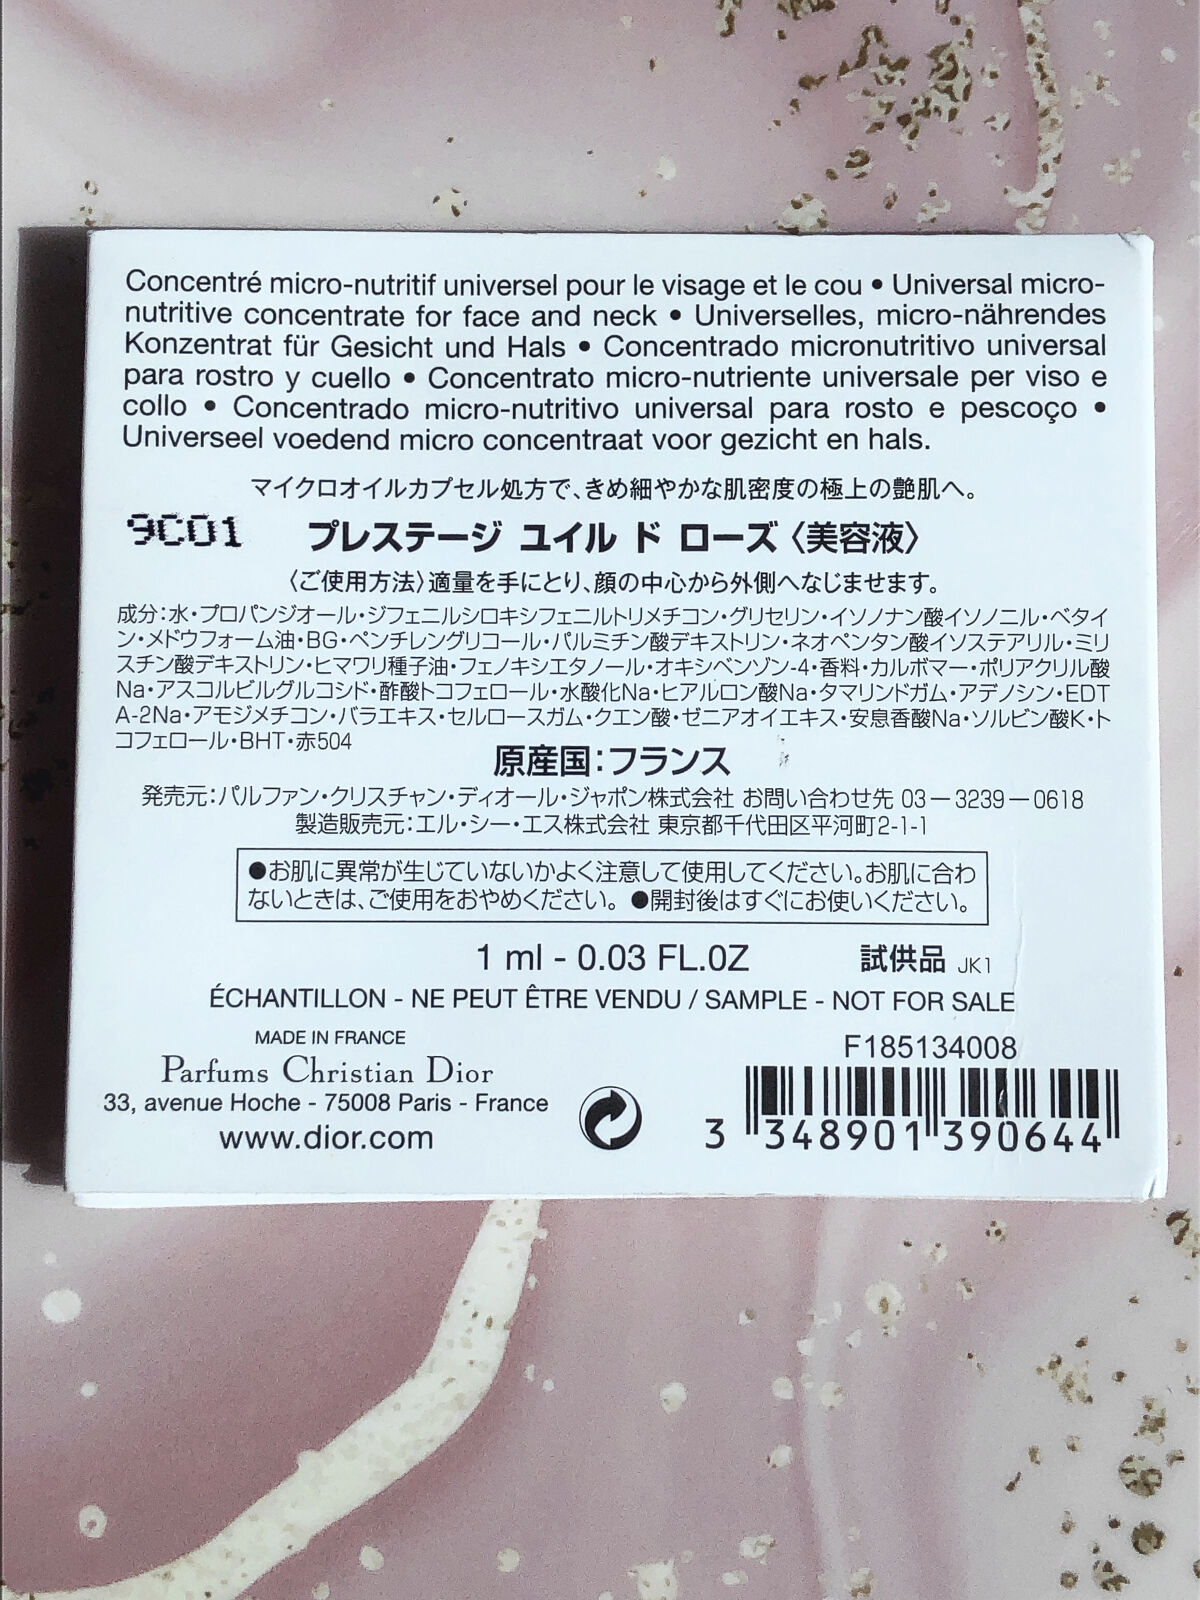 Concentré micro-nutritif universel pour le visage et le cou • Universal micro-
nutritive concentrate for face and neck • Universelles, micro-nährendes
Konzentrat für Gesicht und Hals • Concentrado micronutritivo universal
para rostro y cuello • Concentrato micro-nutriente universale per viso e
collo • Concentrado micro-nutritivo universal para rosto e pescoço •
Universeel voedend micro concentraat voor gezicht en hals.
マイクロオイルカプセル処方で、きめ細やかな肌密度の極上の艶肌へ。
9C01 プレステージ ユイル ド ローズ〈美容液〉
〈ご使用方法〉適量を手にとり、顔の中心から外側へなじませます。
成分：水・プロパンジオール・ジフェニルシロキシフェニルトリメチコン・グリセリン・イソノナン酸イソノニル・ベタイ
ン・メドウフォーム油・BG・ペンチレングリコール・パルミチン酸デキストリン・ネオペンタン酸イソステアリル・ミリ
スチン酸デキストリン・ヒマワリ種子油・フェノキシエタノール・オキシベンゾン-4・香料・カルボマー・ポリアクリル酸
Na・アスコルビルグルコシド・酢酸トコフェロール・水酸化Na・ヒアルロン酸Na・タマリンドガム・アデノシン・EDT
A-2Na・アモジメチコン・バラエキス・セルロースガム・クエン酸・ゼニアオイエキス・安息香酸Na・ソルビン酸K・ト
コフェロール・BHT・赤504
原産国：フランス
発売元：パルファン・クリスチャン・ディオール・ジャポン株式会社 お問い合わせ先 03－3239－0618
製造販売元：エル・シー・エス株式会社 東京都千代田区平河町2-1-1
●お肌に異常が生じていないかよく注意して使用してください。お肌に合わ
ないときは、ご使用をおやめください。 ●開封後はすぐにお使いください。
1 ml - 0.03 FL.OZ 試供品 JK1
ÉCHANTILLON - NE PEUT ÊTRE VENDU / SAMPLE - NOT FOR SALE
MADE IN FRANCE
Parfums Christian Dior
33, avenue Hoche - 75008 Paris - France
www.dior.com
F185134008
3 348901 390644